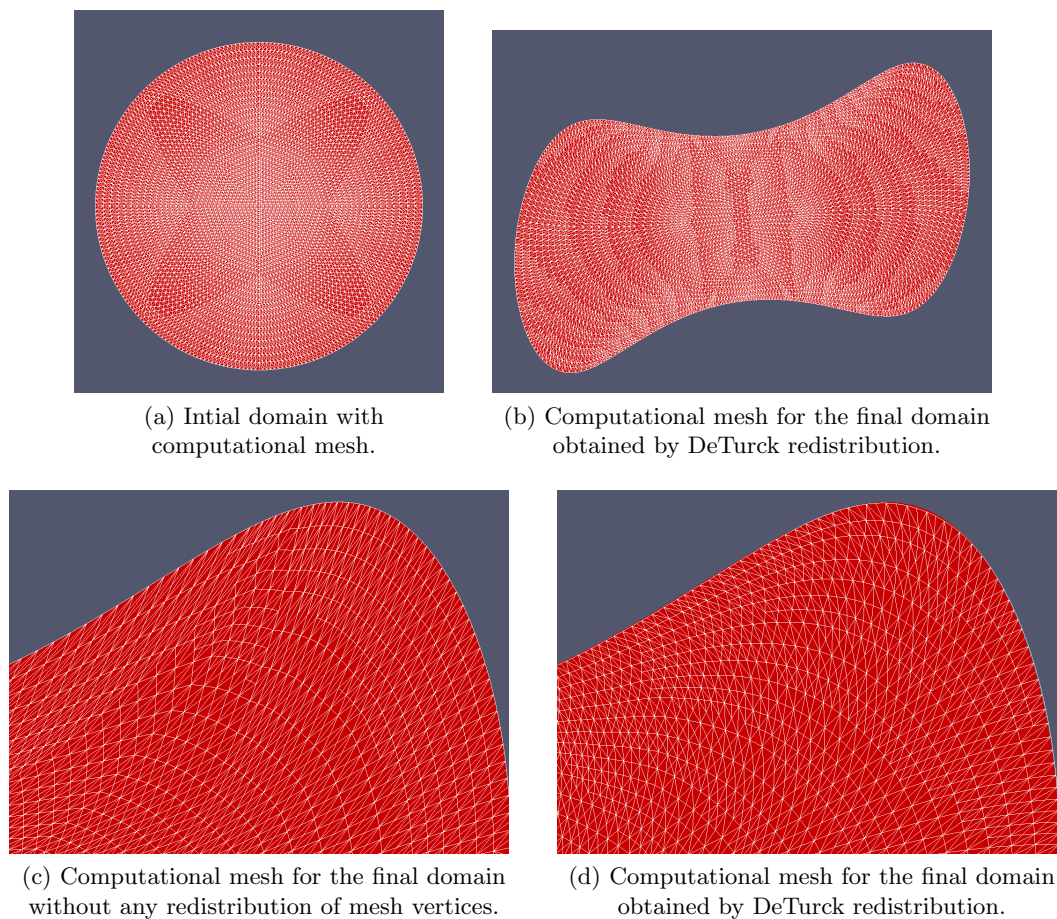 (a) Intial domain with
computational mesh.
(b) Computational mesh for the final domain
obtained by DeTurck redistribution.
(c) Computational mesh for the final domain
without any redistribution of mesh vertices.
(d) Computational mesh for the final domain
obtained by DeTurck redistribution.